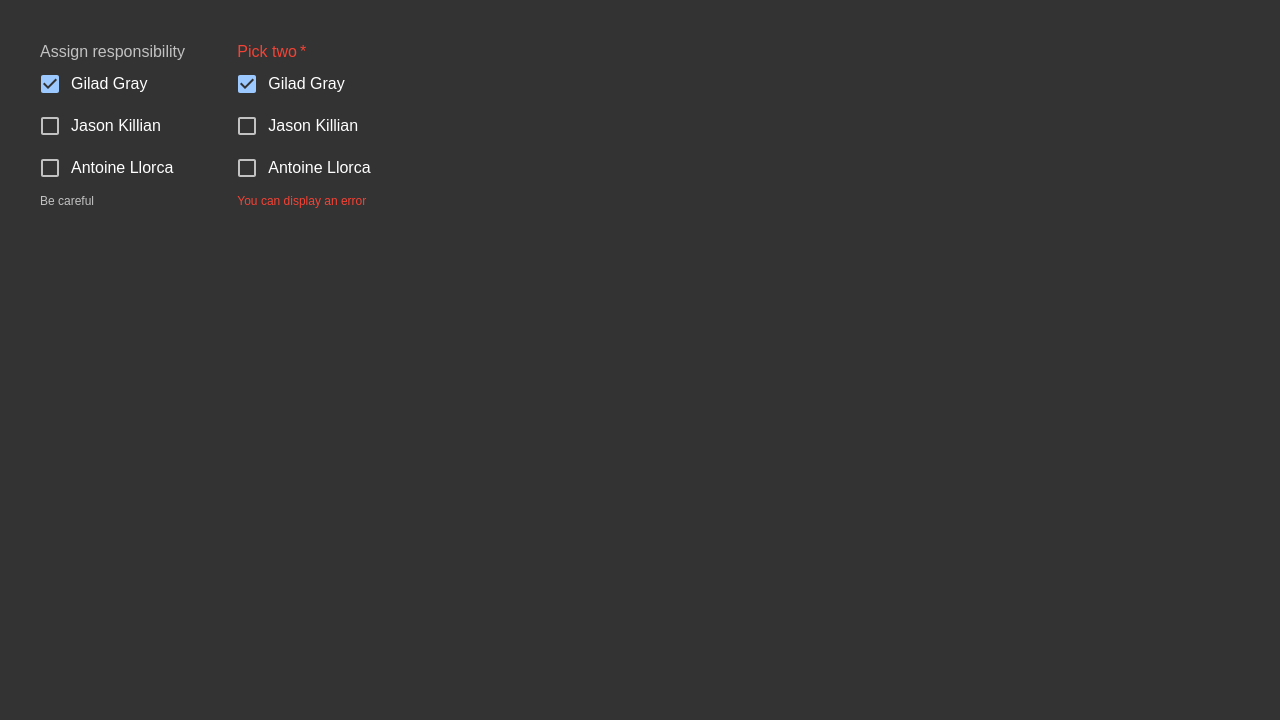 Assign responsibility
Gilad Gray
Jason Killian
Antoine Llorca
Be careful
Pick two *
Gilad Gray
Jason Killian
Antoine Llorca
You can display an error